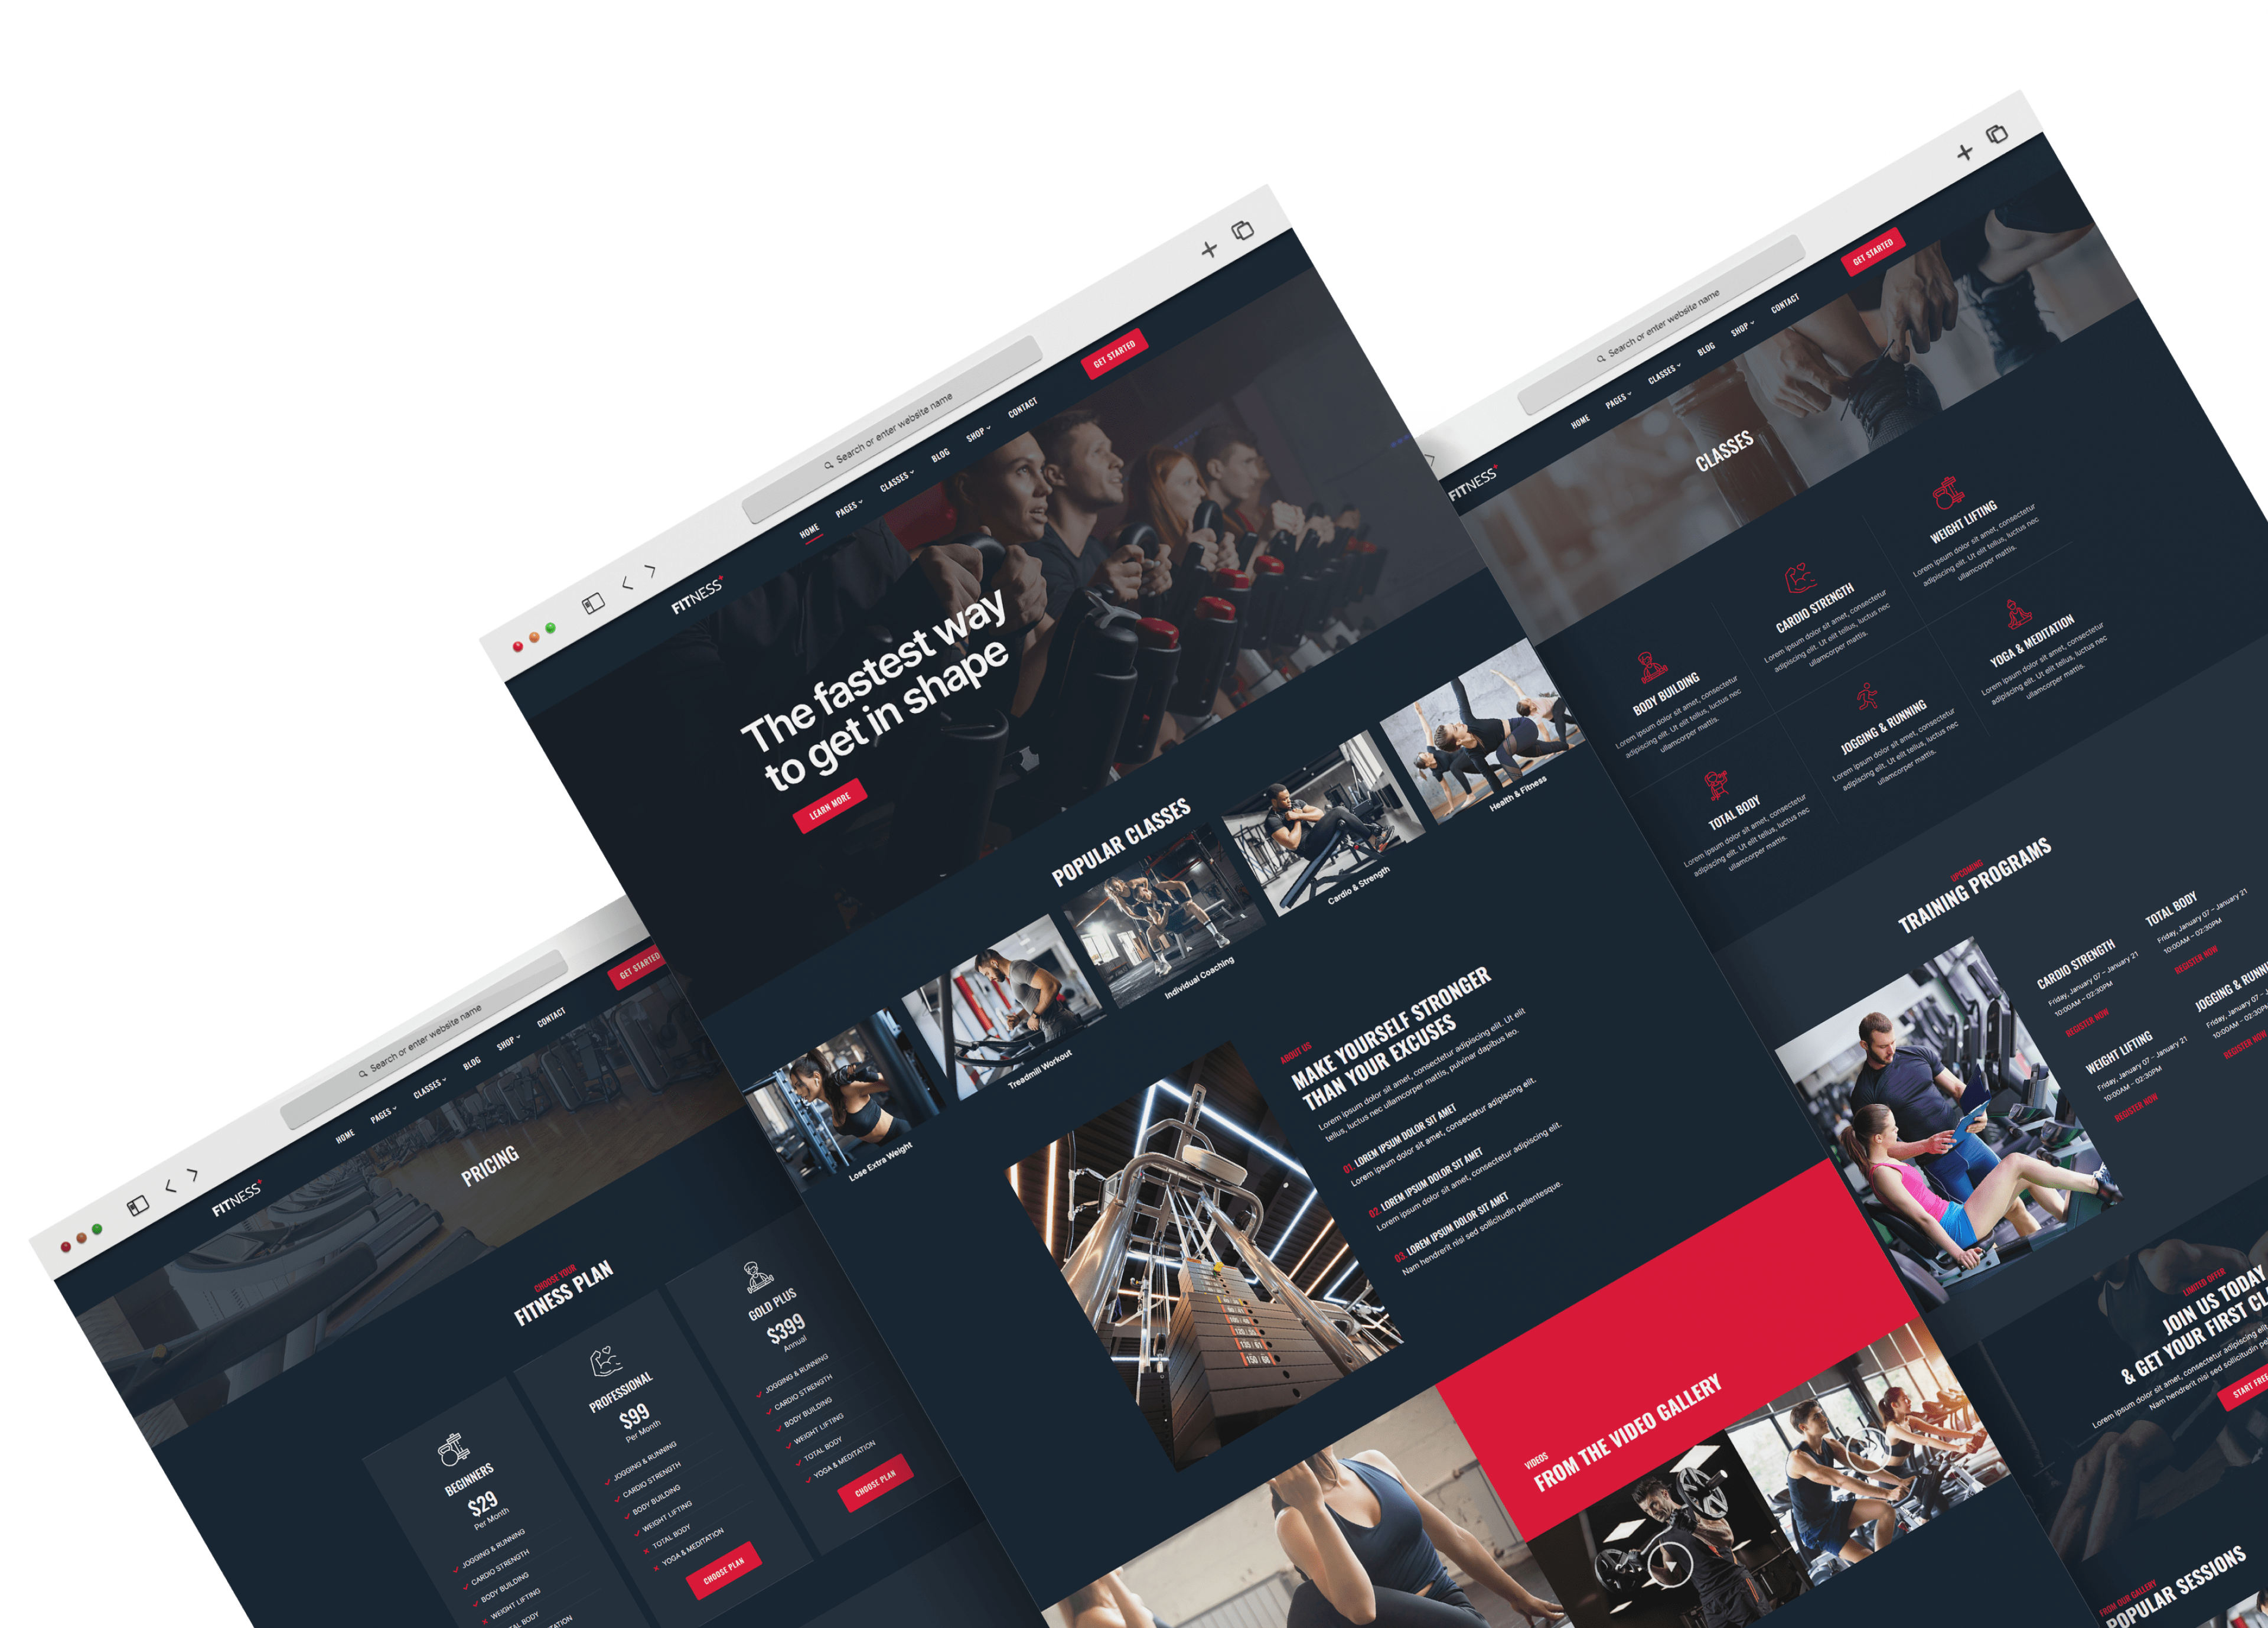 Search or enter website name
FITNESS
HOME
PAGES
CLASSES
BLOG
SHOP
CONTACT
GET STARTED
PRICING
CHOOSE YOUR
FITNESS PLAN
BEGINNERS
$29
Per Month
JOGGING & RUNNING
CARDIO STRENGTH
BODY BUILDING
WEIGHT LIFTING
PROFESSIONAL
$99
Per Month
JOGGING & RUNNING
CARDIO STRENGTH
BODY BUILDING
WEIGHT LIFTING
TOTAL BODY
YOGA & MEDITATION
CHOOSE PLAN
GOLD PLUS
$399
Annual
JOGGING & RUNNING
CARDIO STRENGTH
BODY BUILDING
WEIGHT LIFTING
TOTAL BODY
YOGA & MEDITATION
CHOOSE PLAN
Search or enter website name
FITNESS
HOME
PAGES
CLASSES
BLOG
SHOP
CONTACT
GET STARTED
The fastest way
to get in shape
LEARN MORE
POPULAR CLASSES
Lose Extra Weight
Treadmill Workout
Individual Coaching
Cardio & Strength
Health & Fitness
ABOUT US
MAKE YOURSELF STRONGER
THAN YOUR EXCUSES
Lorem ipsum dolor sit amet, consectetur adipiscing elit. Ut elit
tellus, luctus nec ullamcorper mattis, pulvinar dapibus leo.
01. LOREM IPSUM DOLOR SIT AMET
Lorem ipsum dolor sit amet, consectetur adipiscing elit.
02. LOREM IPSUM DOLOR SIT AMET
Lorem ipsum dolor sit amet, consectetur adipiscing elit.
03. LOREM IPSUM DOLOR SIT AMET
Nam hendrerit nisi sed sollicitudin pellentesque.
VIDEOS
FROM THE VIDEO GALLERY
Search or enter website name
FITNESS
HOME
PAGES
CLASSES
BLOG
SHOP
CONTACT
GET STARTED
CLASSES
BODY BUILDING
Lorem ipsum dolor sit amet, consectetur
adipiscing elit. Ut elit tellus, luctus nec
ullamcorper mattis.
CARDIO STRENGTH
Lorem ipsum dolor sit amet, consectetur
adipiscing elit. Ut elit tellus, luctus nec
ullamcorper mattis.
WEIGHT LIFTING
Lorem ipsum dolor sit amet, consectetur
adipiscing elit. Ut elit tellus, luctus nec
ullamcorper mattis.
TOTAL BODY
Lorem ipsum dolor sit amet, consectetur
adipiscing elit. Ut elit tellus, luctus nec
ullamcorper mattis.
JOGGING & RUNNING
Lorem ipsum dolor sit amet, consectetur
adipiscing elit. Ut elit tellus, luctus nec
ullamcorper mattis.
YOGA & MEDITATION
Lorem ipsum dolor sit amet, consectetur
adipiscing elit. Ut elit tellus, luctus nec
ullamcorper mattis.
UPCOMING
TRAINING PROGRAMS
CARDIO STRENGTH
Friday, January 07 – January 21
10:00AM – 02:30PM
REGISTER NOW
TOTAL BODY
Friday, January 07 – January 21
10:00AM – 02:30PM
REGISTER NOW
WEIGHT LIFTING
Friday, January 07 – January 21
10:00AM – 02:30PM
REGISTER NOW
JOGGING &
Friday, January 07 –
10:00AM – 02:30PM
REGISTER NOW
LIMITED OFFER
JOIN US TODAY
& GET YOUR FIRST
Lorem ipsum dolor sit amet, consectetur adipiscing
Nam hendrerit nisi sed sollicitudin
START FREE
FROM OUR GALLERY
POPULAR SESSIONS